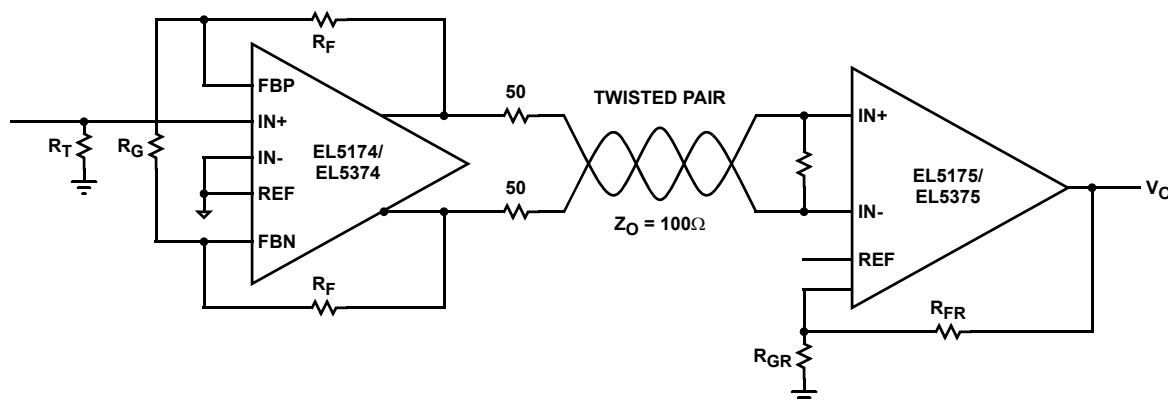 RF
FBP
50
TWISTED PAIR
IN+
IN+
RT
RG
IN-
EL5174/
EL5374
EL5175/
EL5375
VO
REF
50
IN-
FBN
ZO = 100Ω
REF
RF
RFR
RGR